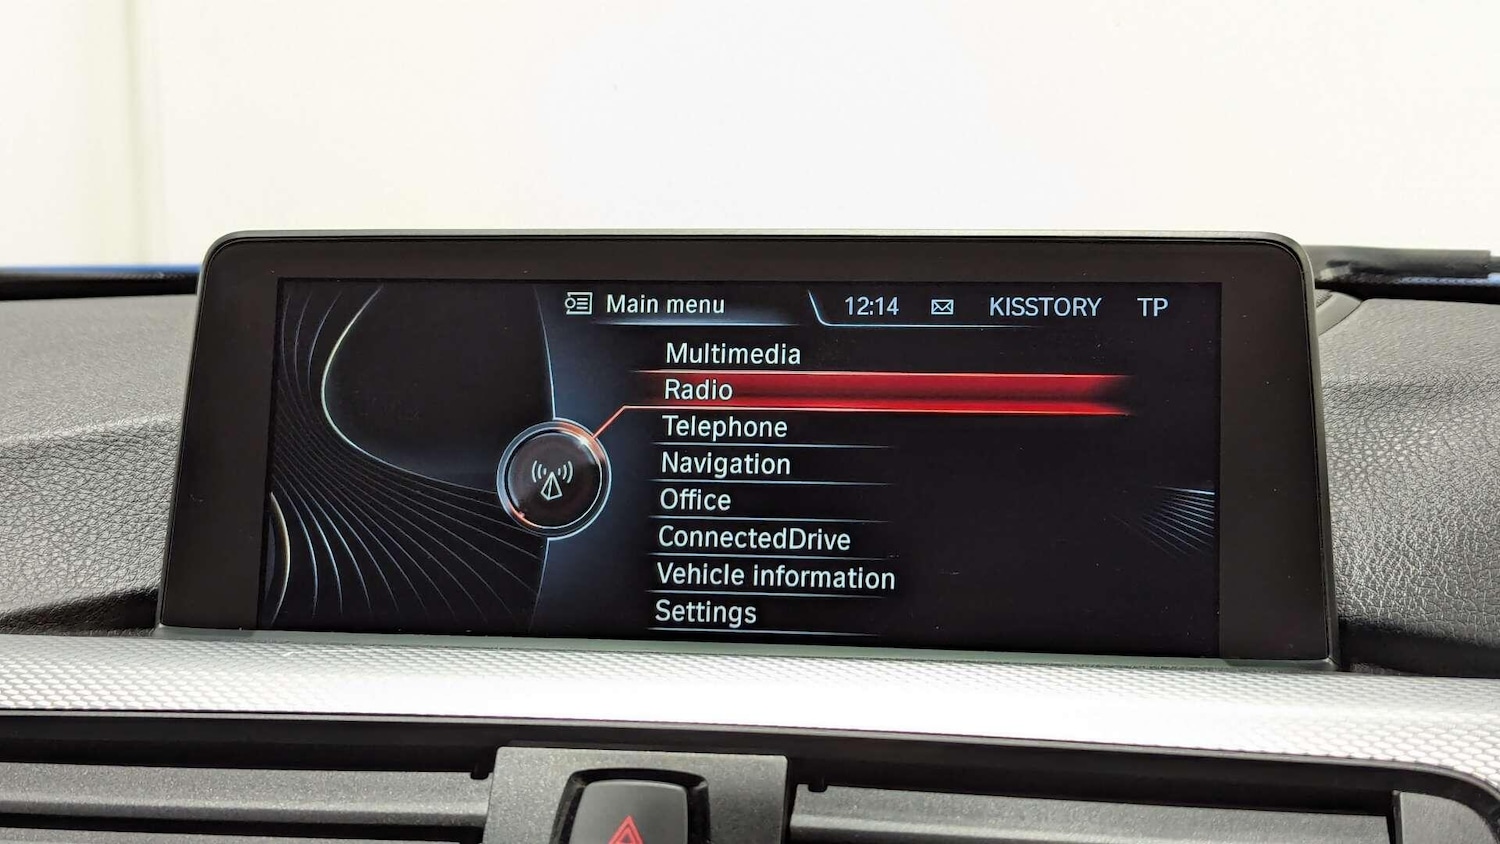 Main menu 12:14 KISSTORY TP
Multimedia
Radio
Telephone
Navigation
Office
ConnectedDrive
Vehicle information
Settings